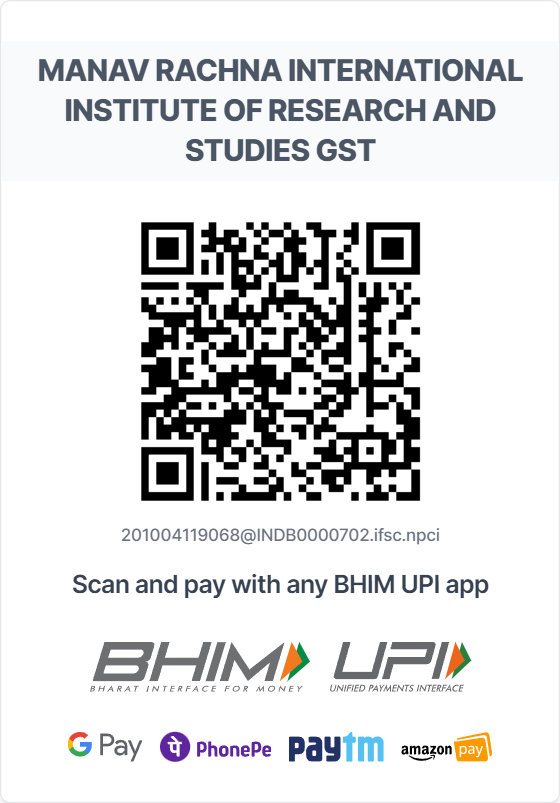 MANAV RACHNA INTERNATIONAL
INSTITUTE OF RESEARCH AND
STUDIES GST
201004119068@INDB0000702.ifsc.npci
Scan and pay with any BHIM UPI app
BHIM
BHARAT INTERFACE FOR MONEY
UPI
UNIFIED PAYMENTS INTERFACE
G Pay
पे PhonePe
paytm
amazon pay